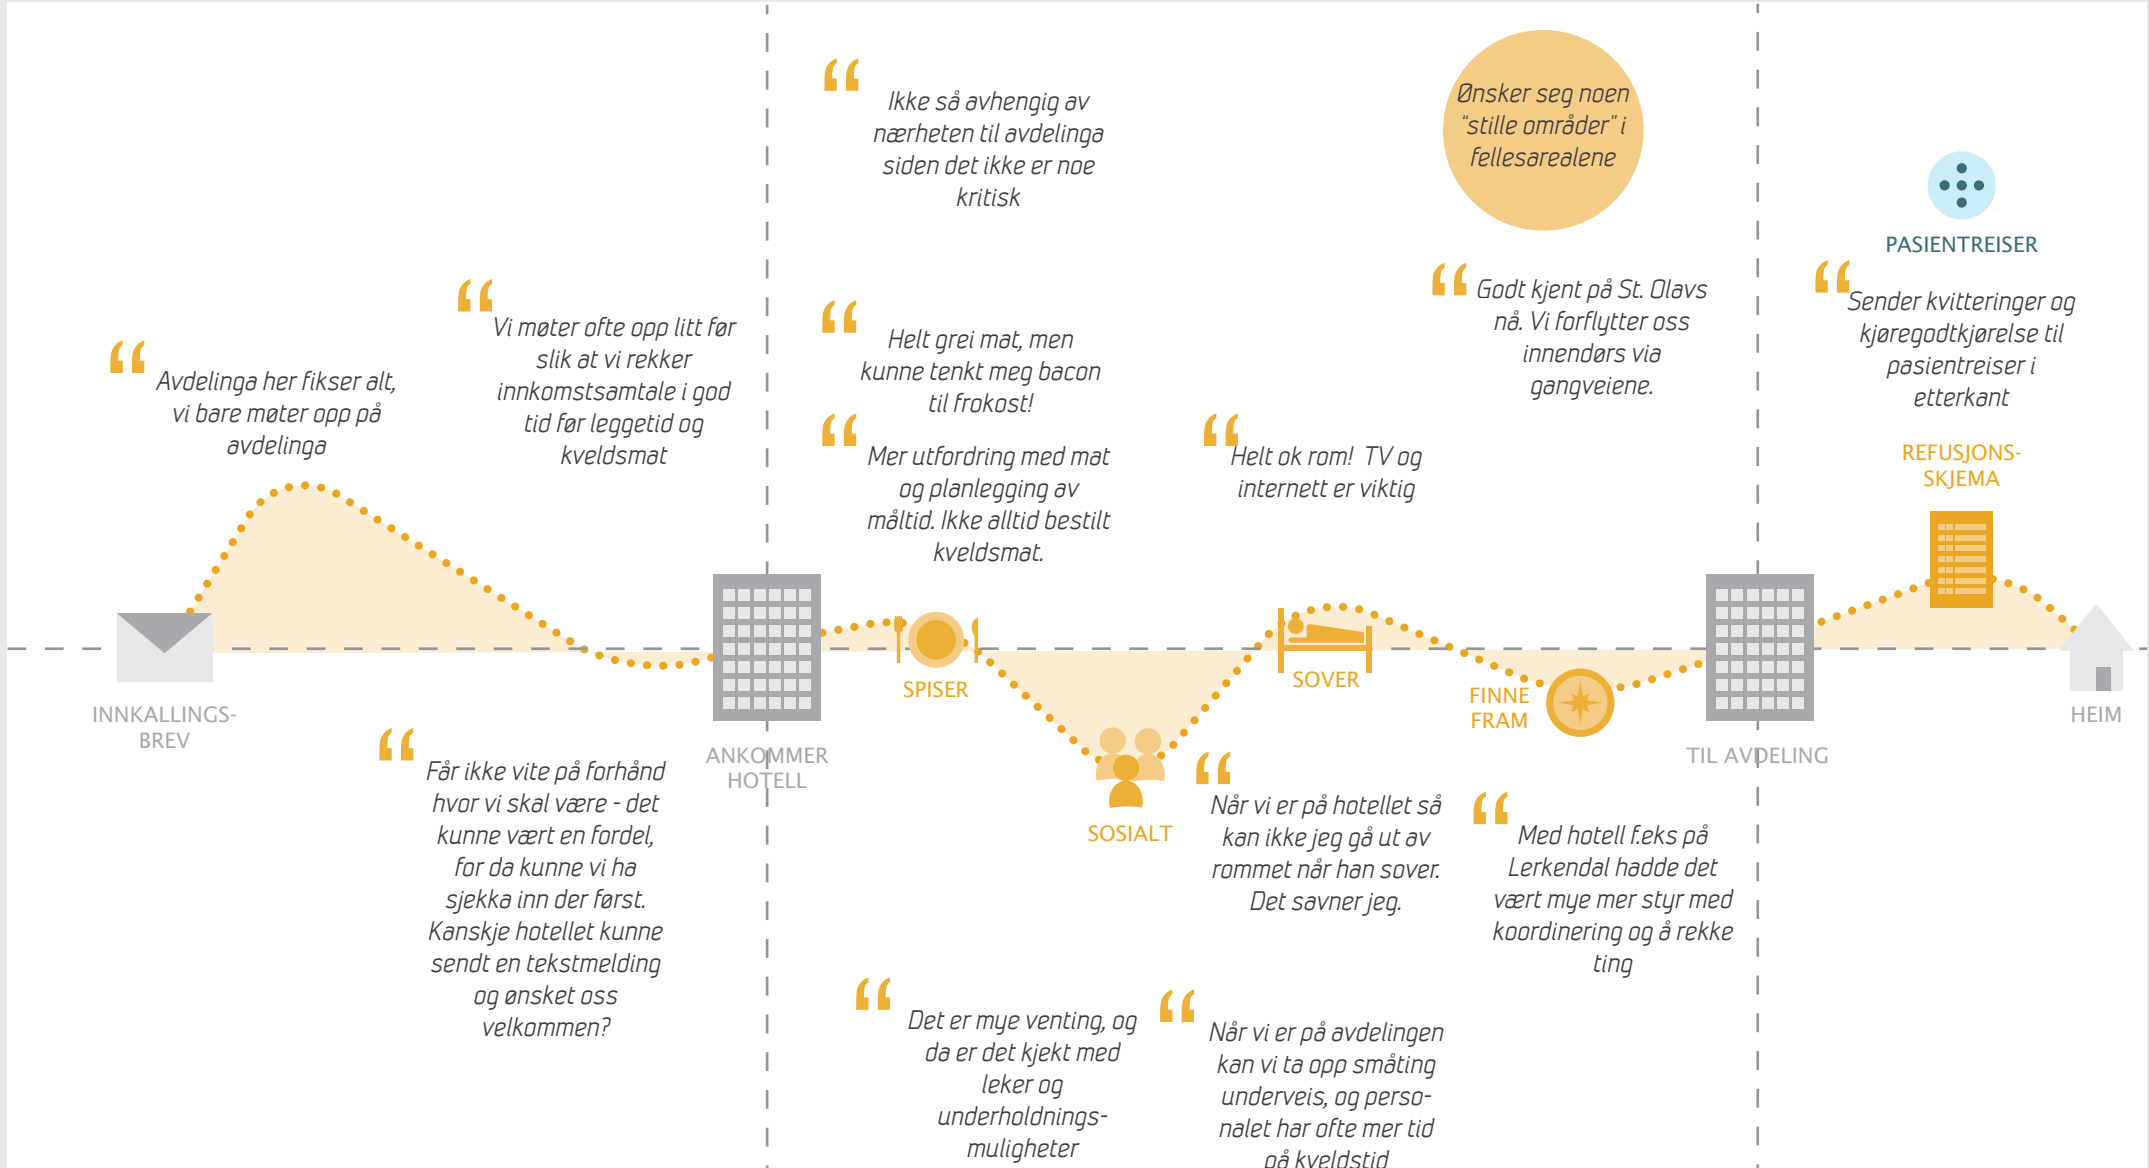 Ikke så avhengig av
nærheten til avdelinga
siden det ikke er noe
kritisk
Ønsker seg noen
"stille områder" i
fellesarealene
PASIENTREISER
Avdelinga her fikser alt,
vi bare møter opp på
avdelinga
Vi møter ofte opp litt før
slik at vi rekker
innkomstsamtale i god
tid før leggetid og
kveldsmat
Helt grei mat, men
kunne tenkt meg bacon
til frokost!
Mer utfordring med mat
og planlegging av
måltid. Ikke alltid bestilt
kveldsmat.
Helt ok rom! TV og
internett er viktig
Godt kjent på St. Olavs
nå. Vi forflytter oss
innendørs via
gangveiene.
Sender kvitteringer og
kjøregodtkjørelse til
pasientreiser i
etterkant
REFUSJONS-
SKJEMA
INNKALLINGS-
BREV
ANKOMMER
HOTELL
SPISER
SOSIALT
SOVER
FINNE
FRAM
TIL AVDELING
HEIM
Får ikke vite på forhånd
hvor vi skal være - det
kunne vært en fordel,
for da kunne vi ha
sjekka inn der først.
Kanskje hotellet kunne
sendt en tekstmelding
og ønsket oss
velkommen?
Når vi er på hotellet så
kan ikke jeg gå ut av
rommet når han sover.
Det savner jeg.
Med hotell f.eks på
Lerkendal hadde det
vært mye mer styr med
koordinering og å rekke
ting
Det er mye venting, og
da er det kjekt med
leker og
underholdnings-
muligheter
Når vi er på avdelingen
kan vi ta opp småting
underveis, og perso-
nalet har ofte mer tid
på kveldstid